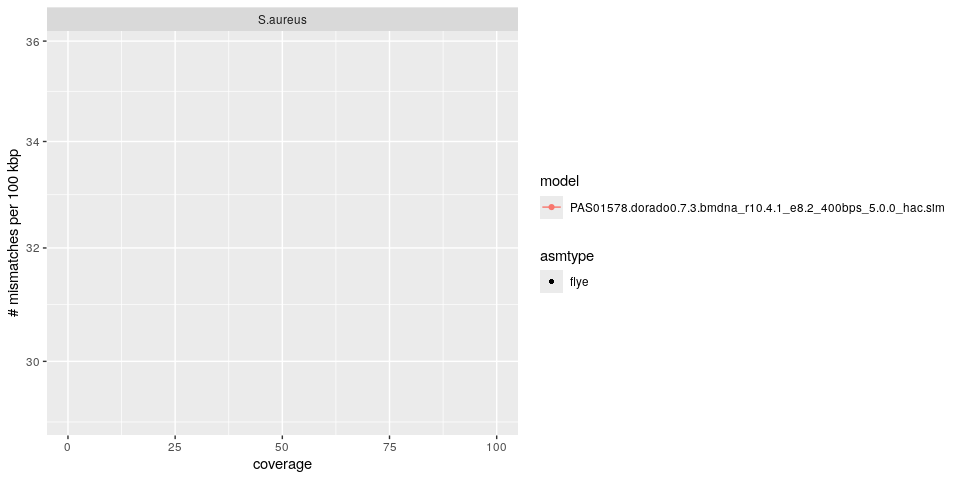 S.aureus
36
34
32
30
# mismatches per 100 kbp
0 25 50 75 100
coverage
model
PAS01578.dorado0.7.3.bmdna_r10.4.1_e8.2_400bps_5.0.0_hac.sim
asmtype
flye